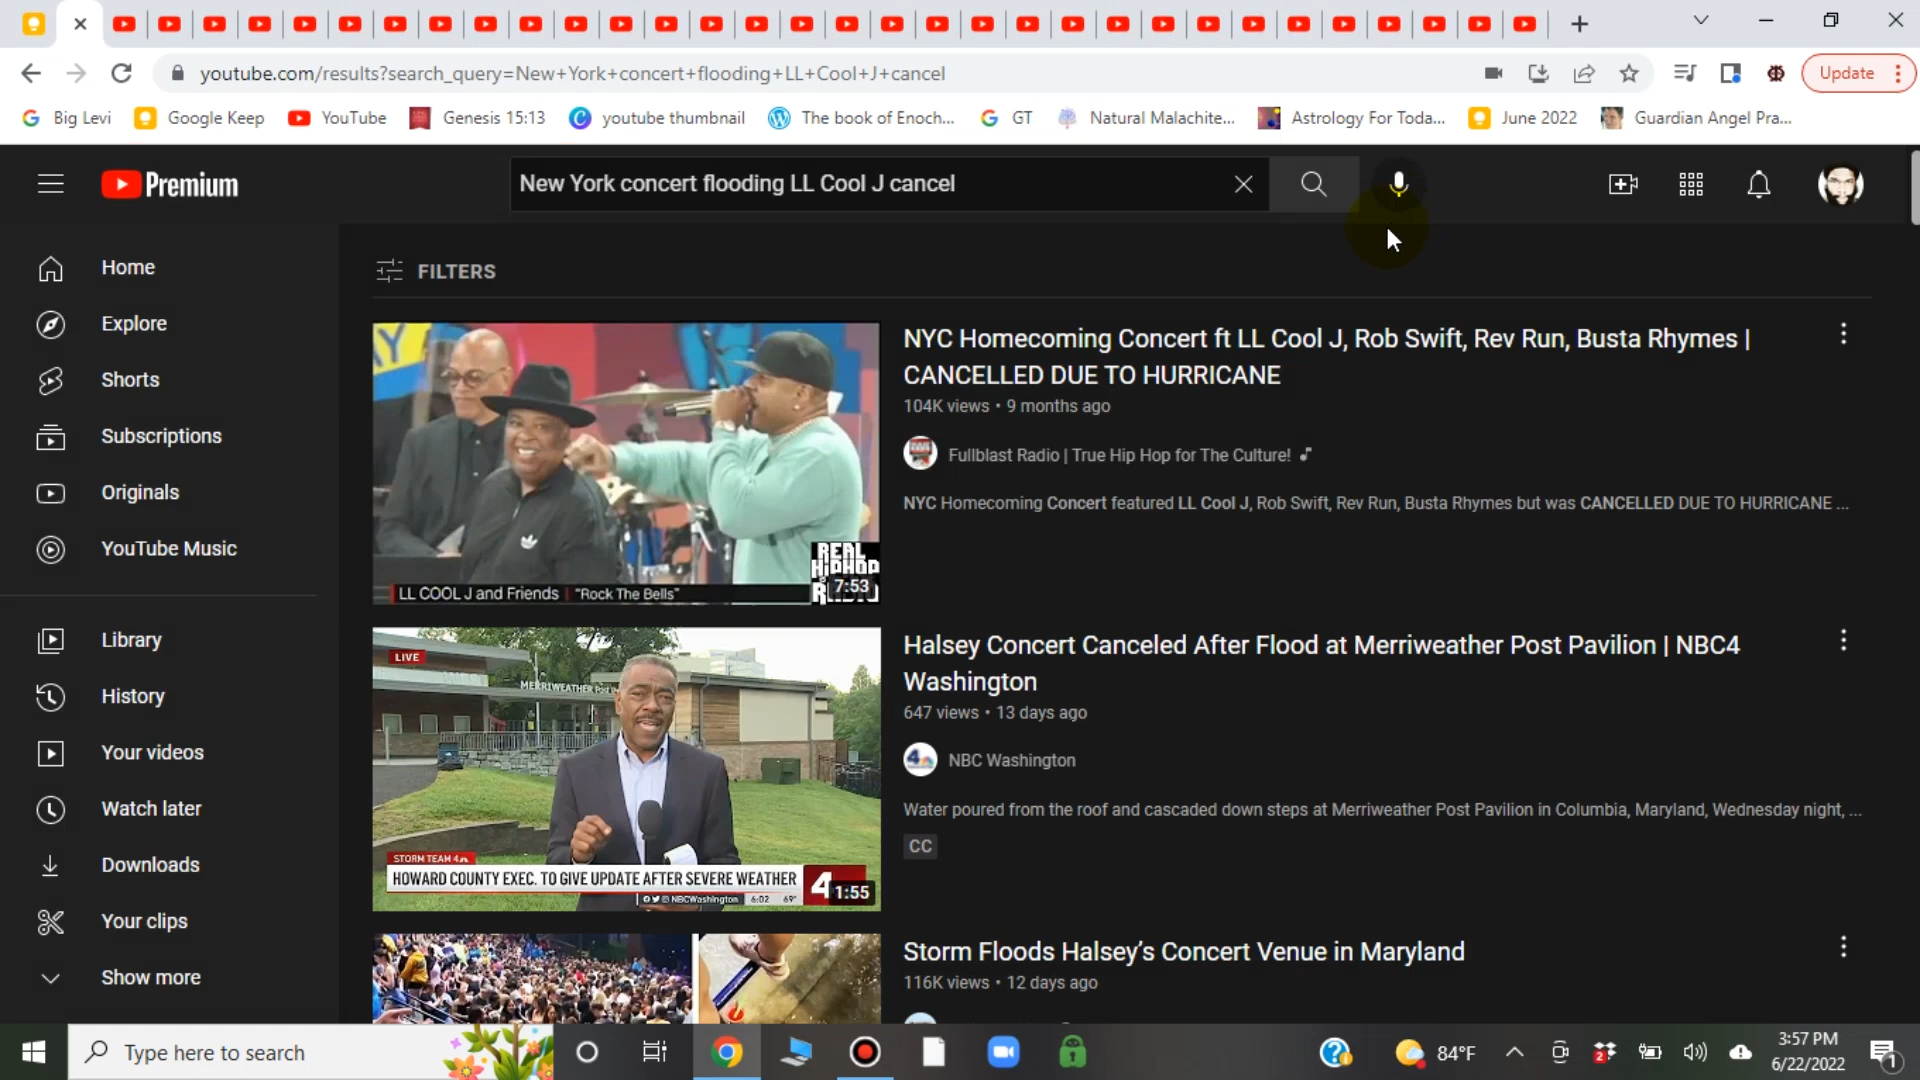 youtube.com/results?search_query=New+York+concert+flooding+LL+Cool+J+cancel
Update
Big Levi
Google Keep
YouTube
Genesis 15:13
youtube thumbnail
The book of Enoch...
GT
Natural Malachite...
Astrology For Toda...
June 2022
Guardian Angel Pra...
Premium
New York concert flooding LL Cool J cancel
Home
Explore
Shorts
Subscriptions
Originals
YouTube Music
Library
History
Your videos
Watch later
Downloads
Your clips
Show more
FILTERS
LL COOL J and Friends "Rock The Bells"
REAL
HIPHOP
7:53
NYC Homecoming Concert ft LL Cool J, Rob Swift, Rev Run, Busta Rhymes |
CANCELLED DUE TO HURRICANE
104K views • 9 months ago
Fullblast Radio | True Hip Hop for The Culture!
NYC Homecoming Concert featured LL Cool J, Rob Swift, Rev Run, Busta Rhymes but was CANCELLED DUE TO HURRICANE ...
LIVE
MERRIWEATHER
STORM TEAM 4
HOWARD COUNTY EXEC. TO GIVE UPDATE AFTER SEVERE WEATHER
4
1:55
NBCWashington 6:02 69°
Halsey Concert Canceled After Flood at Merriweather Post Pavilion | NBC4
Washington
647 views • 13 days ago
NBC Washington
Water poured from the roof and cascaded down steps at Merriweather Post Pavilion in Columbia, Maryland, Wednesday night, ...
CC
Storm Floods Halsey's Concert Venue in Maryland
116K views • 12 days ago
Type here to search
84°F
2
3:57 PM
6/22/2022
1